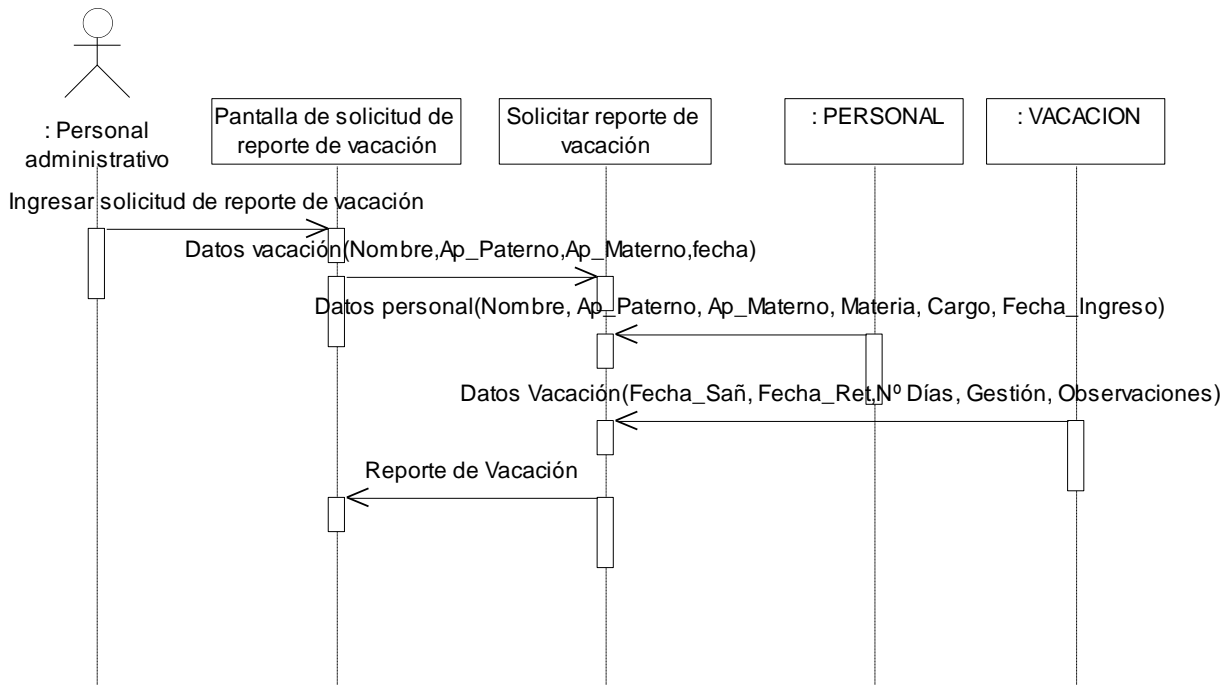 : Personal
administrativo
Pantalla de solicitud de
reporte de vacación
Solicitar reporte de
vacación
: PERSONAL
: VACACION
Ingresar solicitud de reporte de vacación
Datos vacación(Nombre,Ap_Paterno,Ap_Materno,fecha)
Datos personal(Nombre, Ap_Paterno, Ap_Materno, Materia, Cargo, Fecha_Ingreso)
Datos Vacación(Fecha_Sañ, Fecha_Ret,Nº Días, Gestión, Observaciones)
Reporte de Vacación